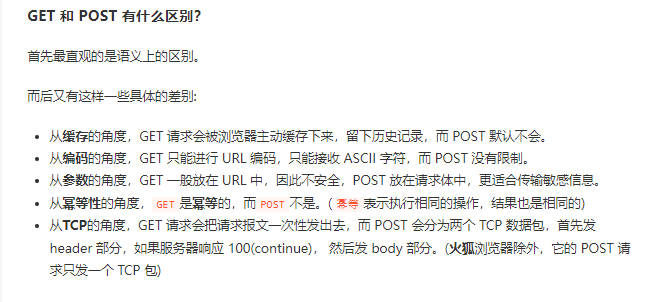 GET 和 POST 有什么区别?
首先最直观的是语义上的区别。
而后又有这样一些具体的差别:
• 从缓存的角度，GET 请求会被浏览器主动缓存下来，留下历史记录，而 POST 默认不会。
• 从编码的角度，GET 只能进行 URL 编码，只能接收 ASCII 字符，而 POST 没有限制。
• 从参数的角度，GET 一般放在 URL 中，因此不安全，POST 放在请求体中，更适合传输敏感信息。
• 从幂等性的角度， GET 是幂等的，而 POST 不是。( 幂等 表示执行相同的操作，结果也是相同的)
• 从TCP的角度，GET 请求会把请求报文一次性发出去，而 POST 会分为两个 TCP 数据包，首先发
header 部分，如果服务器响应 100(continue)， 然后发 body 部分。(火狐浏览器除外，它的 POST 请
求只发一个 TCP 包)